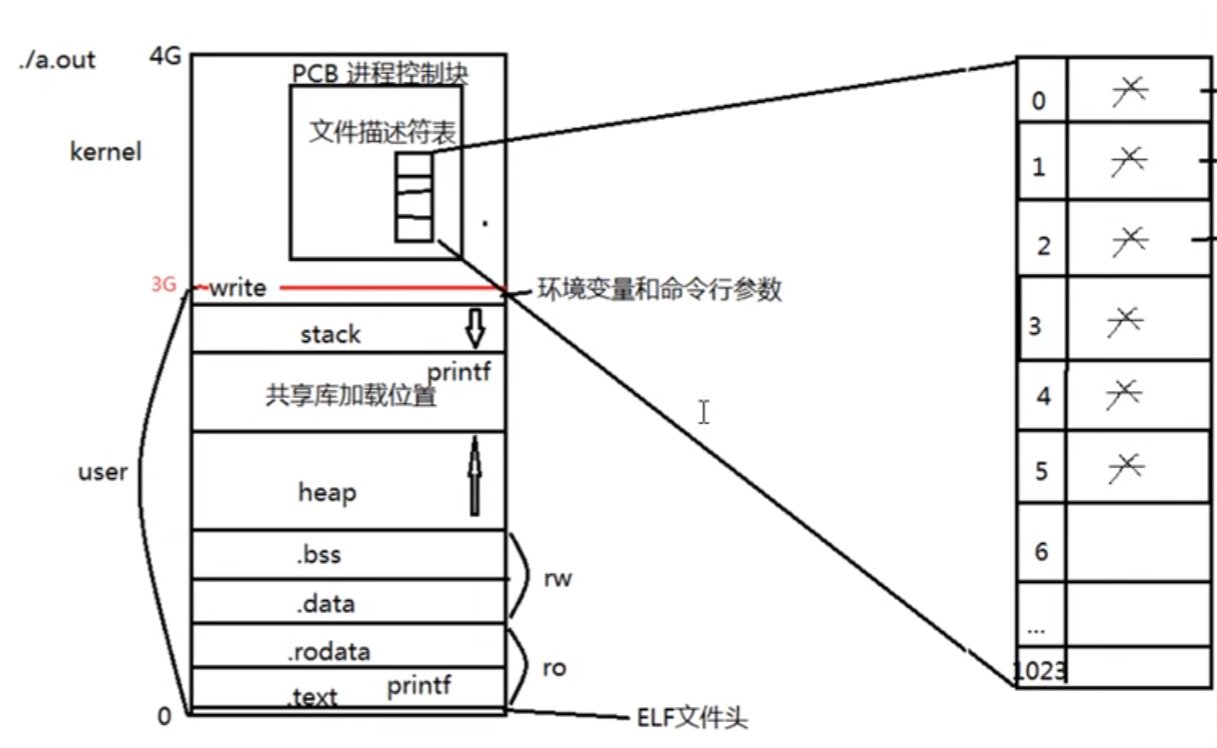 ./a.out
4G
PCB 进程控制块
文件描述符表
kernel
3G
~write
环境变量和命令行参数
stack
printf
共享库加载位置
user
heap
.bss
rw
.data
.rodata
ro
.text
printf
0
ELF文件头
0
1
2
3
4
5
6
...
1023